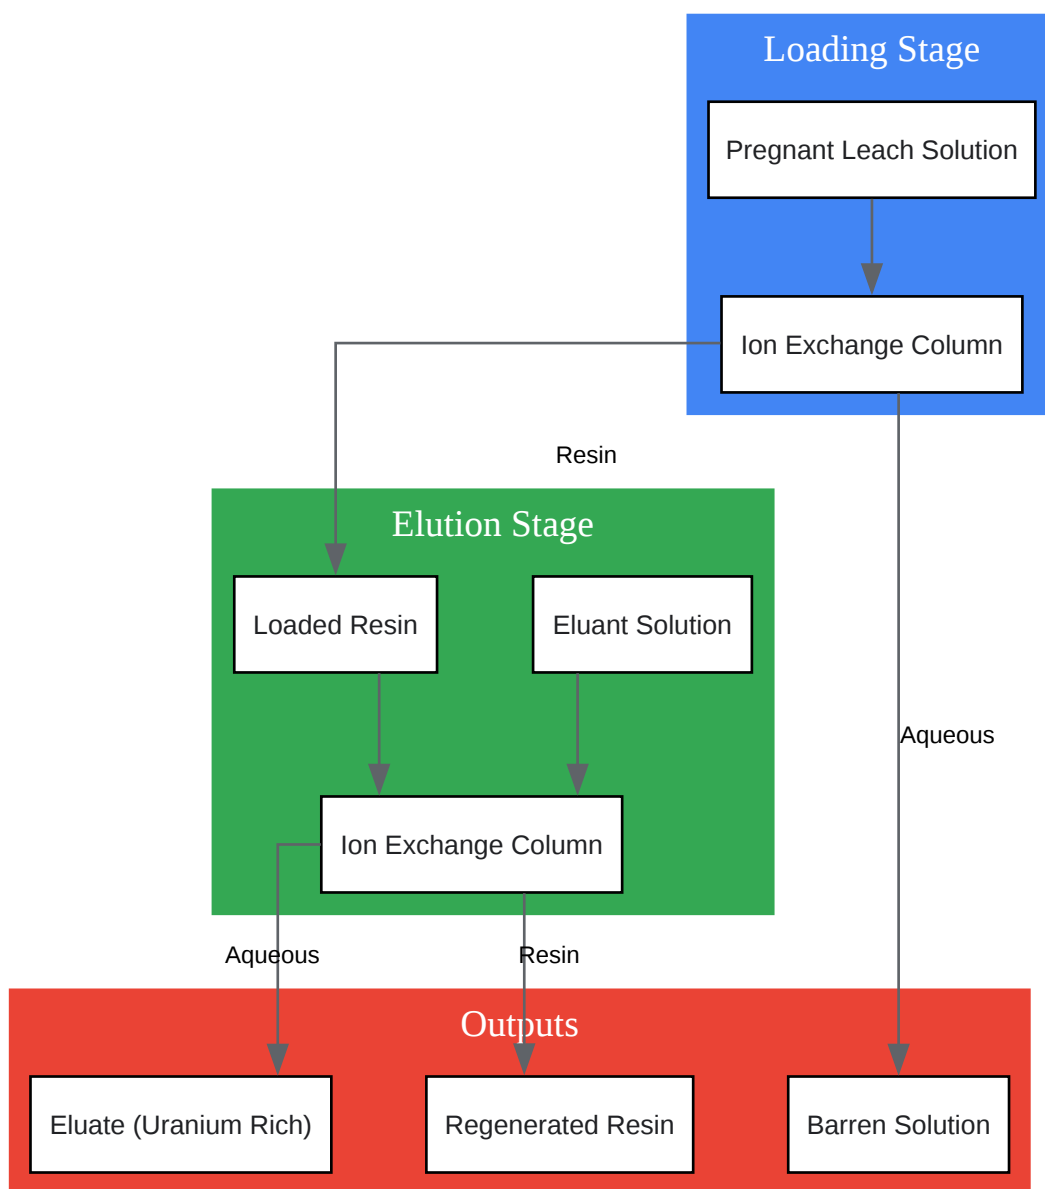 Loading Stage
Pregnant Leach Solution
Ion Exchange Column
Resin
Elution Stage
Loaded Resin
Eluant Solution
Aqueous
Ion Exchange Column
Aqueous
Resin
Outputs
Eluate (Uranium Rich)
Regenerated Resin
Barren Solution